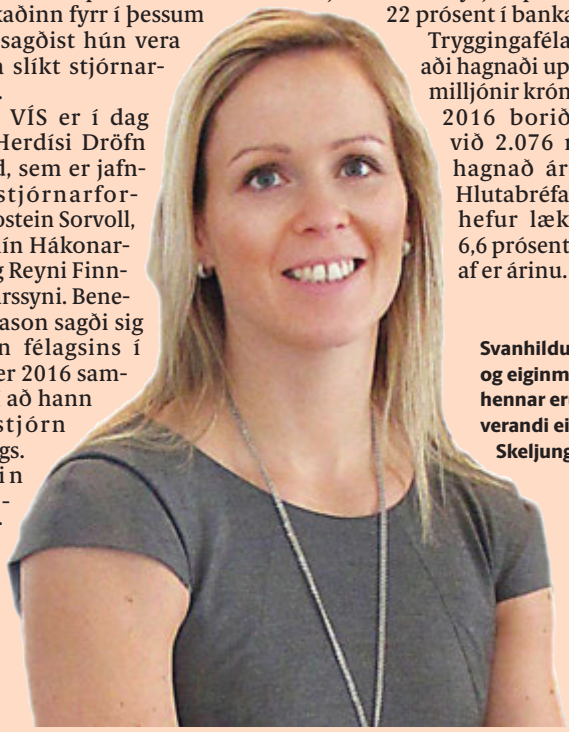 kaðinn fyrr í þessum
sagðist hún vera
slíkt stjórnar-
VÍS er í dag
Herdísi Dröfn
sem er jafn-
stjórnarfor-
ostein Sorvoll,
ín Hákonar-
g Reyni Finn-
arssyni. Bene-
ason sagði sig
n félagsins í
er 2016 sam-
að hann
stjórn
gs.
in
22 prósent í banka
Tryggingaféla
aði hagnaði up
milljónir krón
2016 borið
við 2.076 m
hagnað ár
Hlutabréfa
hefur læk
6,6 prósent
af er árinu.
Svanhildu
og eiginm
hennar eru
verandi ei
Skeljung